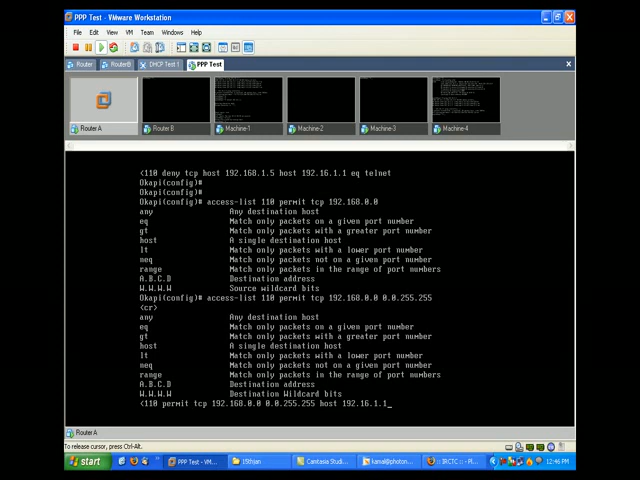 PPP Test - VMware Workstation
File Edit View VM Team Windows Help
Router RouterB DHCP Test 1 PPP Test
Router A Router B Machine-1 Machine-2 Machine-3 Machine-4
<110 deny tcp host 192.168.1.5 host 192.16.1.1 eq telnet
Okapi(config)#
Okapi(config)#
Okapi(config)# access-list 110 permit tcp 192.168.0.0
any Any destination host
eq Match only packets on a given port number
gt Match only packets with a greater port number
host A single destination host
lt Match only packets with a lower port number
neq Match only packets not on a given port number
range Match only packets in the range of port numbers
A.B.C.D Destination address
W.W.W.W Source wildcard bits
Okapi(config)# access-list 110 permit tcp 192.168.0.0 0.0.255.255
<cr>
any Any destination host
eq Match only packets on a given port number
gt Match only packets with a greater port number
host A single destination host
lt Match only packets with a lower port number
neq Match only packets not on a given port number
range Match only packets in the range of port numbers
A.B.C.D Destination address
W.W.W.W Destination Wildcard bits
<110 permit tcp 192.168.0.0 0.0.255.255 host 192.16.1.1_
Router A
To release cursor, press Ctrl-Alt.
start PPP Test - VM... 15thjan Camtasia Studi... kamal@photon... :: IRCTC :: - Pl... 12:46 PM